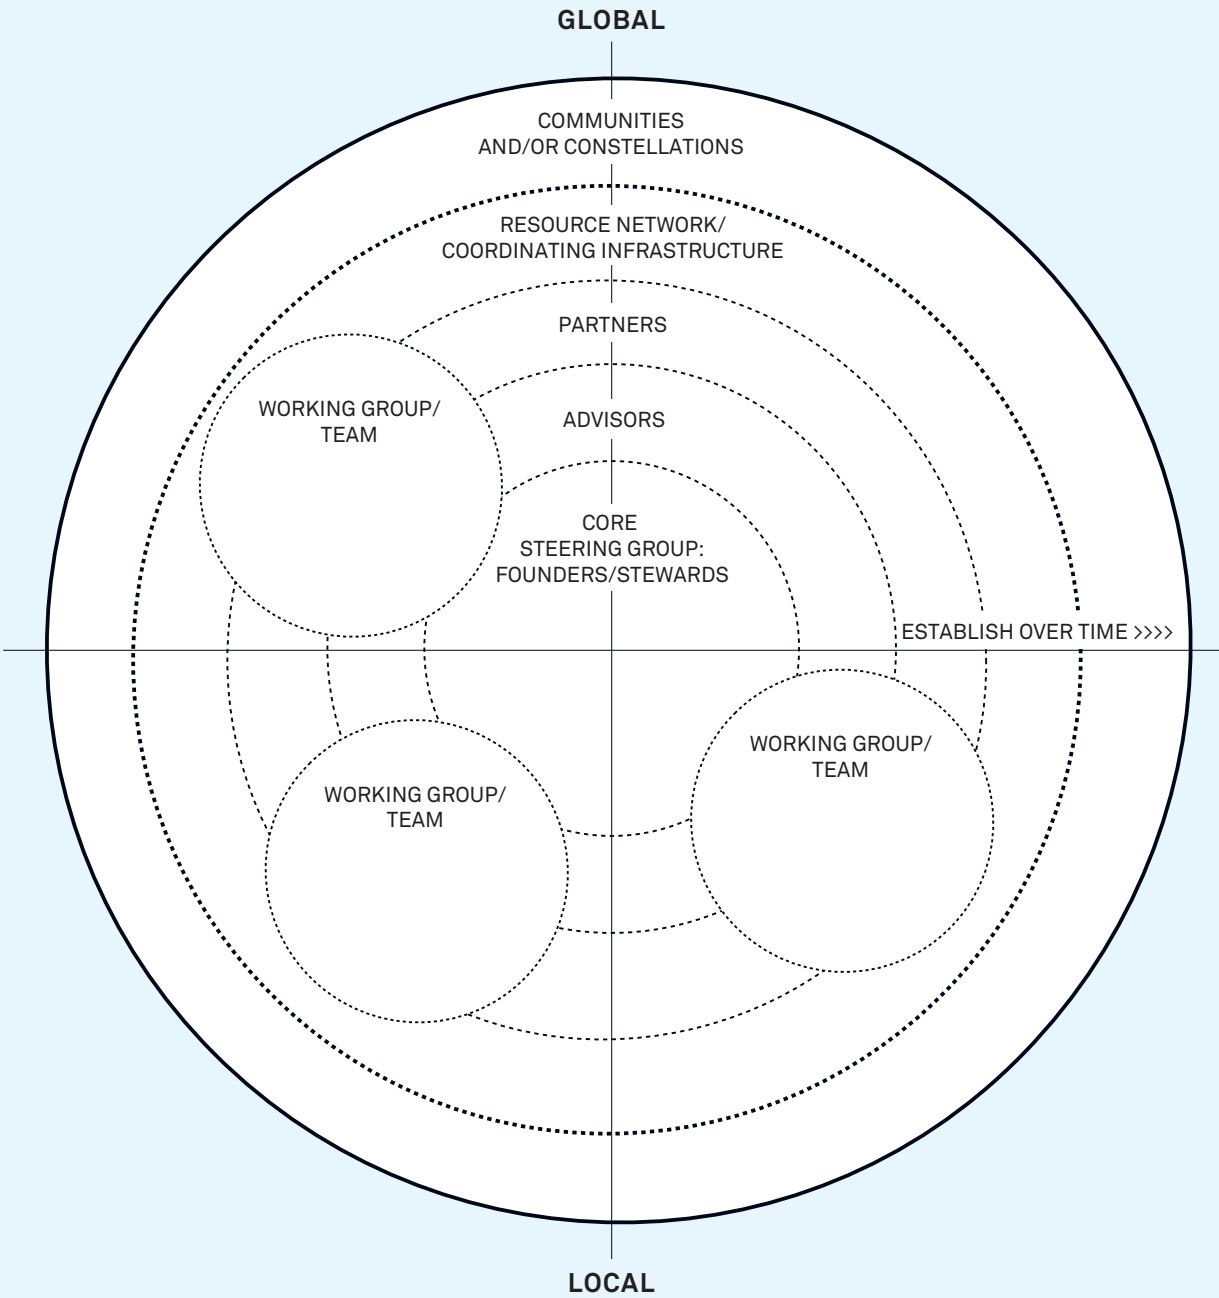 GLOBAL
COMMUNITIES
AND/OR CONSTELLATIONS
RESOURCE NETWORK/
COORDINATING INFRASTRUCTURE
PARTNERS
WORKING GROUP/
TEAM
ADVISORS
CORE
STEERING GROUP:
FOUNDERS/STEWARDS
ESTABLISH OVER TIME >>>>
WORKING GROUP/
TEAM
WORKING GROUP/
TEAM
LOCAL